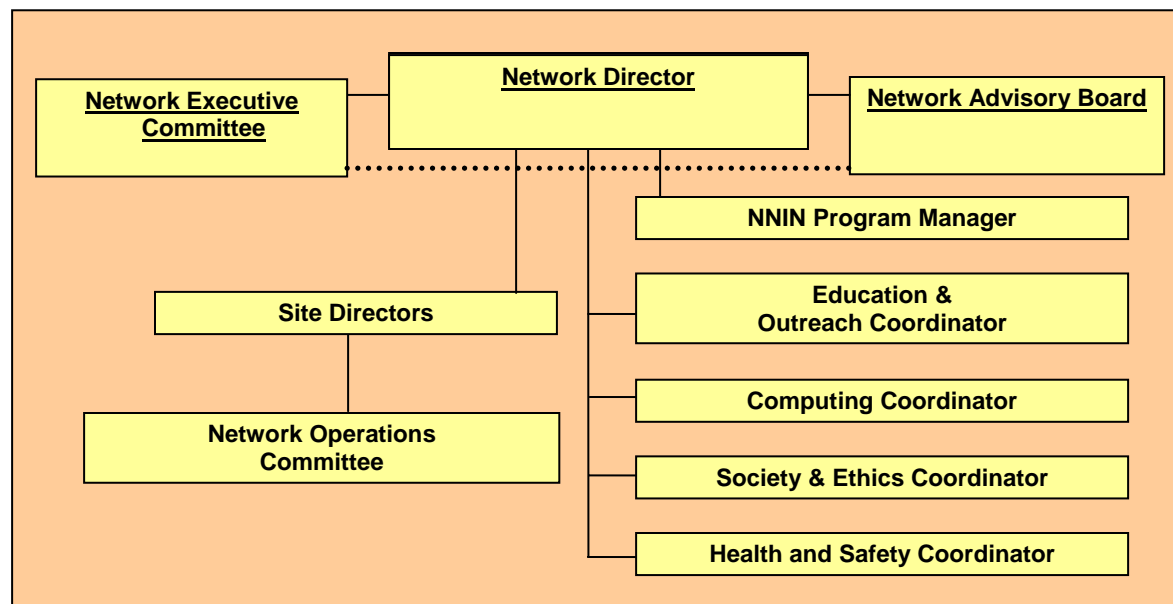 Network Director
Network Executive
Committee
Network Advisory Board
NNIN Program Manager
Site Directors
Education &
Outreach Coordinator
Computing Coordinator
Network Operations
Committee
Society & Ethics Coordinator
Health and Safety Coordinator